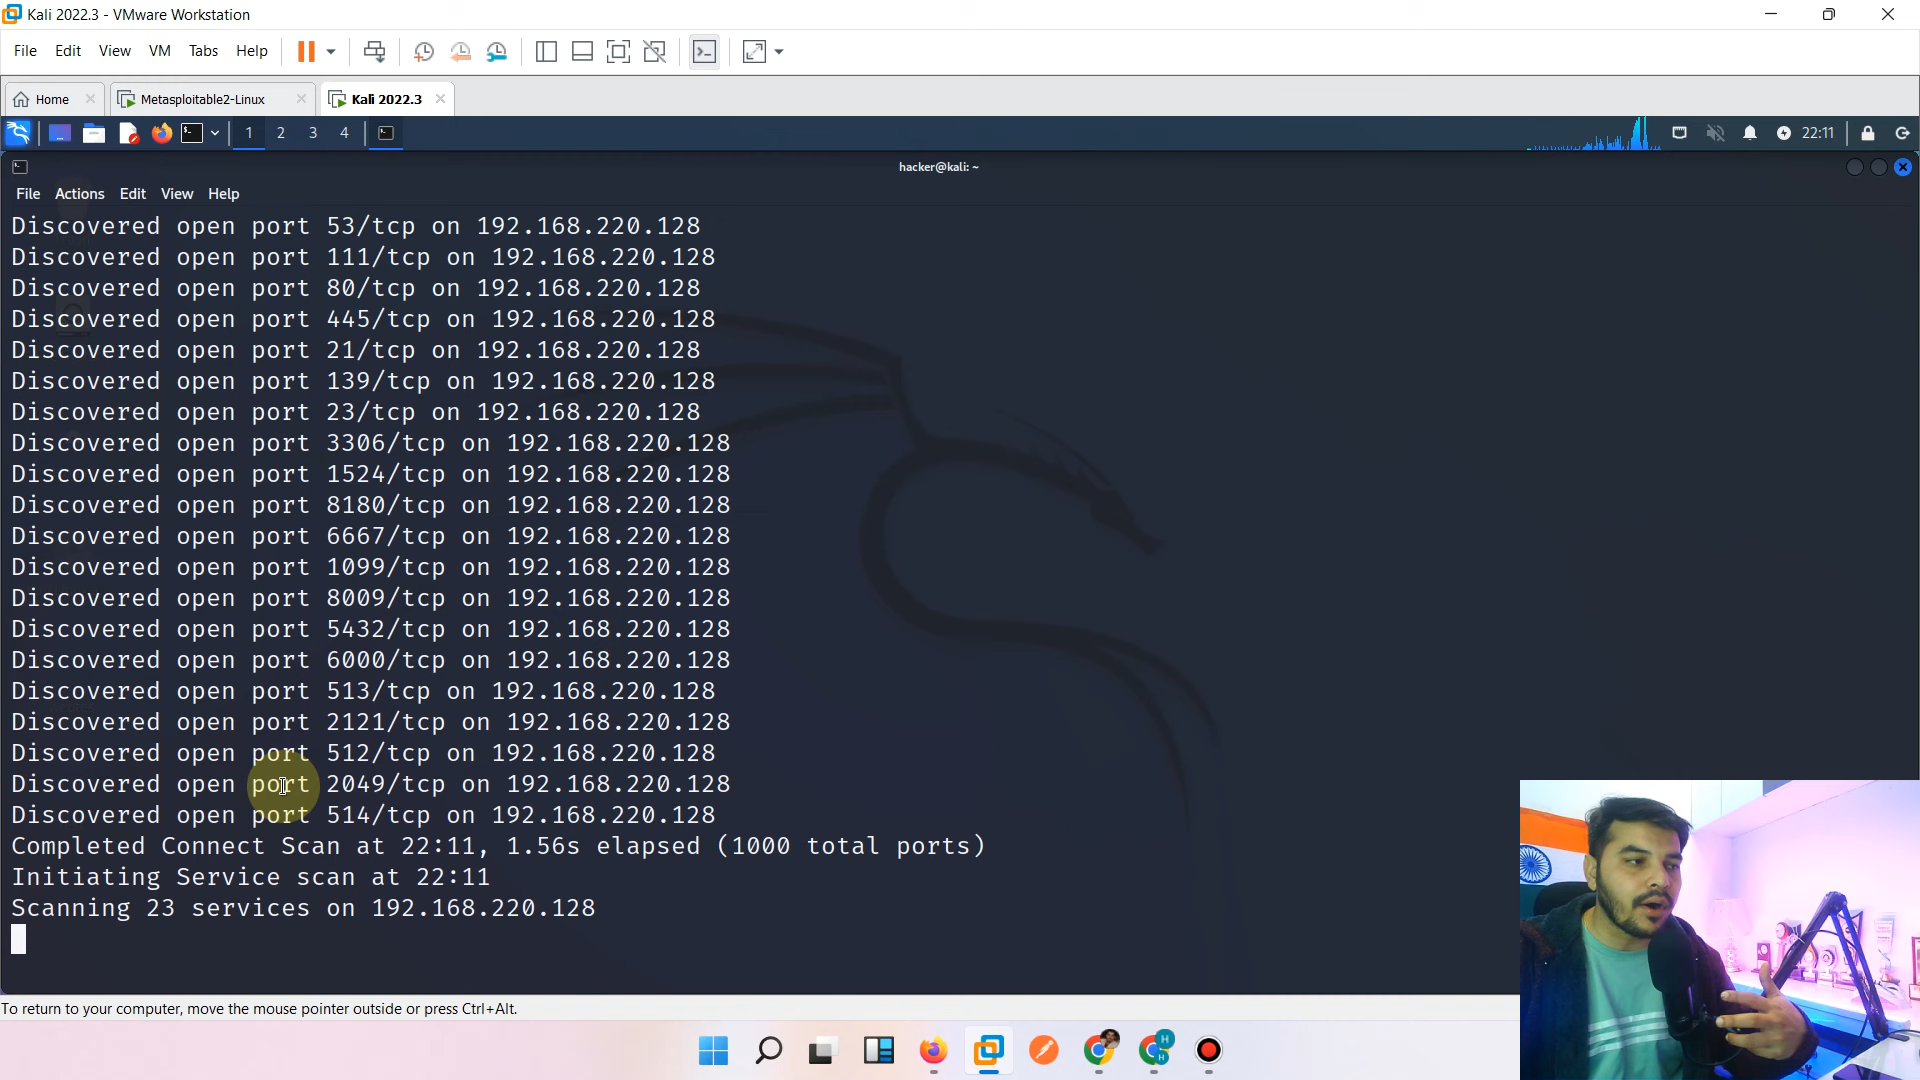 Kali 2022.3 - VMware Workstation
File Edit View VM Tabs Help
Home Metasploitable2-Linux Kali 2022.3
1 2 3 4 22:11
hacker@kali: ~
File Actions Edit View Help
Discovered open port 53/tcp on 192.168.220.128
Discovered open port 111/tcp on 192.168.220.128
Discovered open port 80/tcp on 192.168.220.128
Discovered open port 445/tcp on 192.168.220.128
Discovered open port 21/tcp on 192.168.220.128
Discovered open port 139/tcp on 192.168.220.128
Discovered open port 23/tcp on 192.168.220.128
Discovered open port 3306/tcp on 192.168.220.128
Discovered open port 1524/tcp on 192.168.220.128
Discovered open port 8180/tcp on 192.168.220.128
Discovered open port 6667/tcp on 192.168.220.128
Discovered open port 1099/tcp on 192.168.220.128
Discovered open port 8009/tcp on 192.168.220.128
Discovered open port 5432/tcp on 192.168.220.128
Discovered open port 6000/tcp on 192.168.220.128
Discovered open port 513/tcp on 192.168.220.128
Discovered open port 2121/tcp on 192.168.220.128
Discovered open port 512/tcp on 192.168.220.128
Discovered open port 2049/tcp on 192.168.220.128
Discovered open port 514/tcp on 192.168.220.128
Completed Connect Scan at 22:11, 1.56s elapsed (1000 total ports)
Initiating Service scan at 22:11
Scanning 23 services on 192.168.220.128
To return to your computer, move the mouse pointer outside or press Ctrl+Alt.
H
H